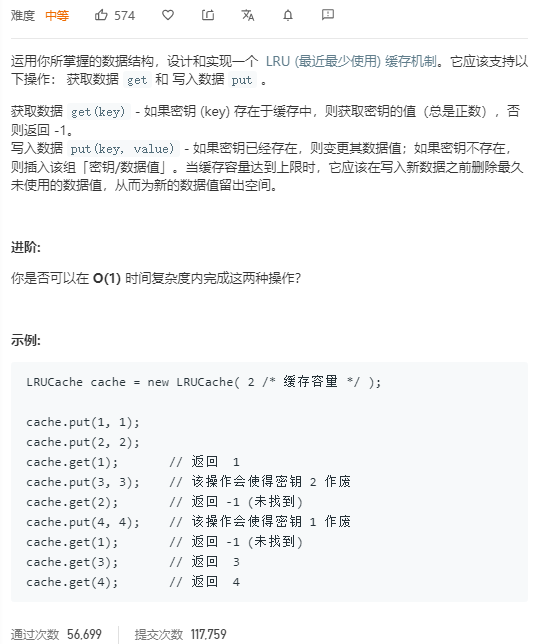 难度 中等 574
运用你所掌握的数据结构，设计和实现一个 LRU (最近最少使用) 缓存机制。它应该支持以
下操作： 获取数据 get 和 写入数据 put 。
获取数据 get(key) - 如果密钥 (key) 存在于缓存中，则获取密钥的值（总是正数），否
则返回 -1。
写入数据 put(key, value) - 如果密钥已经存在，则变更其数据值；如果密钥不存在，
则插入该组「密钥/数据值」。当缓存容量达到上限时，它应该在写入新数据之前删除最久
未使用的数据值，从而为新的数据值留出空间。
进阶:
你是否可以在 O(1) 时间复杂度内完成这两种操作？
示例:
LRUCache cache = new LRUCache( 2 /* 缓存容量 */ );
cache.put(1, 1);
cache.put(2, 2);
cache.get(1);       // 返回  1
cache.put(3, 3);    // 该操作会使得密钥 2 作废
cache.get(2);       // 返回 -1 (未找到)
cache.put(4, 4);    // 该操作会使得密钥 1 作废
cache.get(1);       // 返回 -1 (未找到)
cache.get(3);       // 返回  3
cache.get(4);       // 返回  4
通过次数 56,699 提交次数 117,759